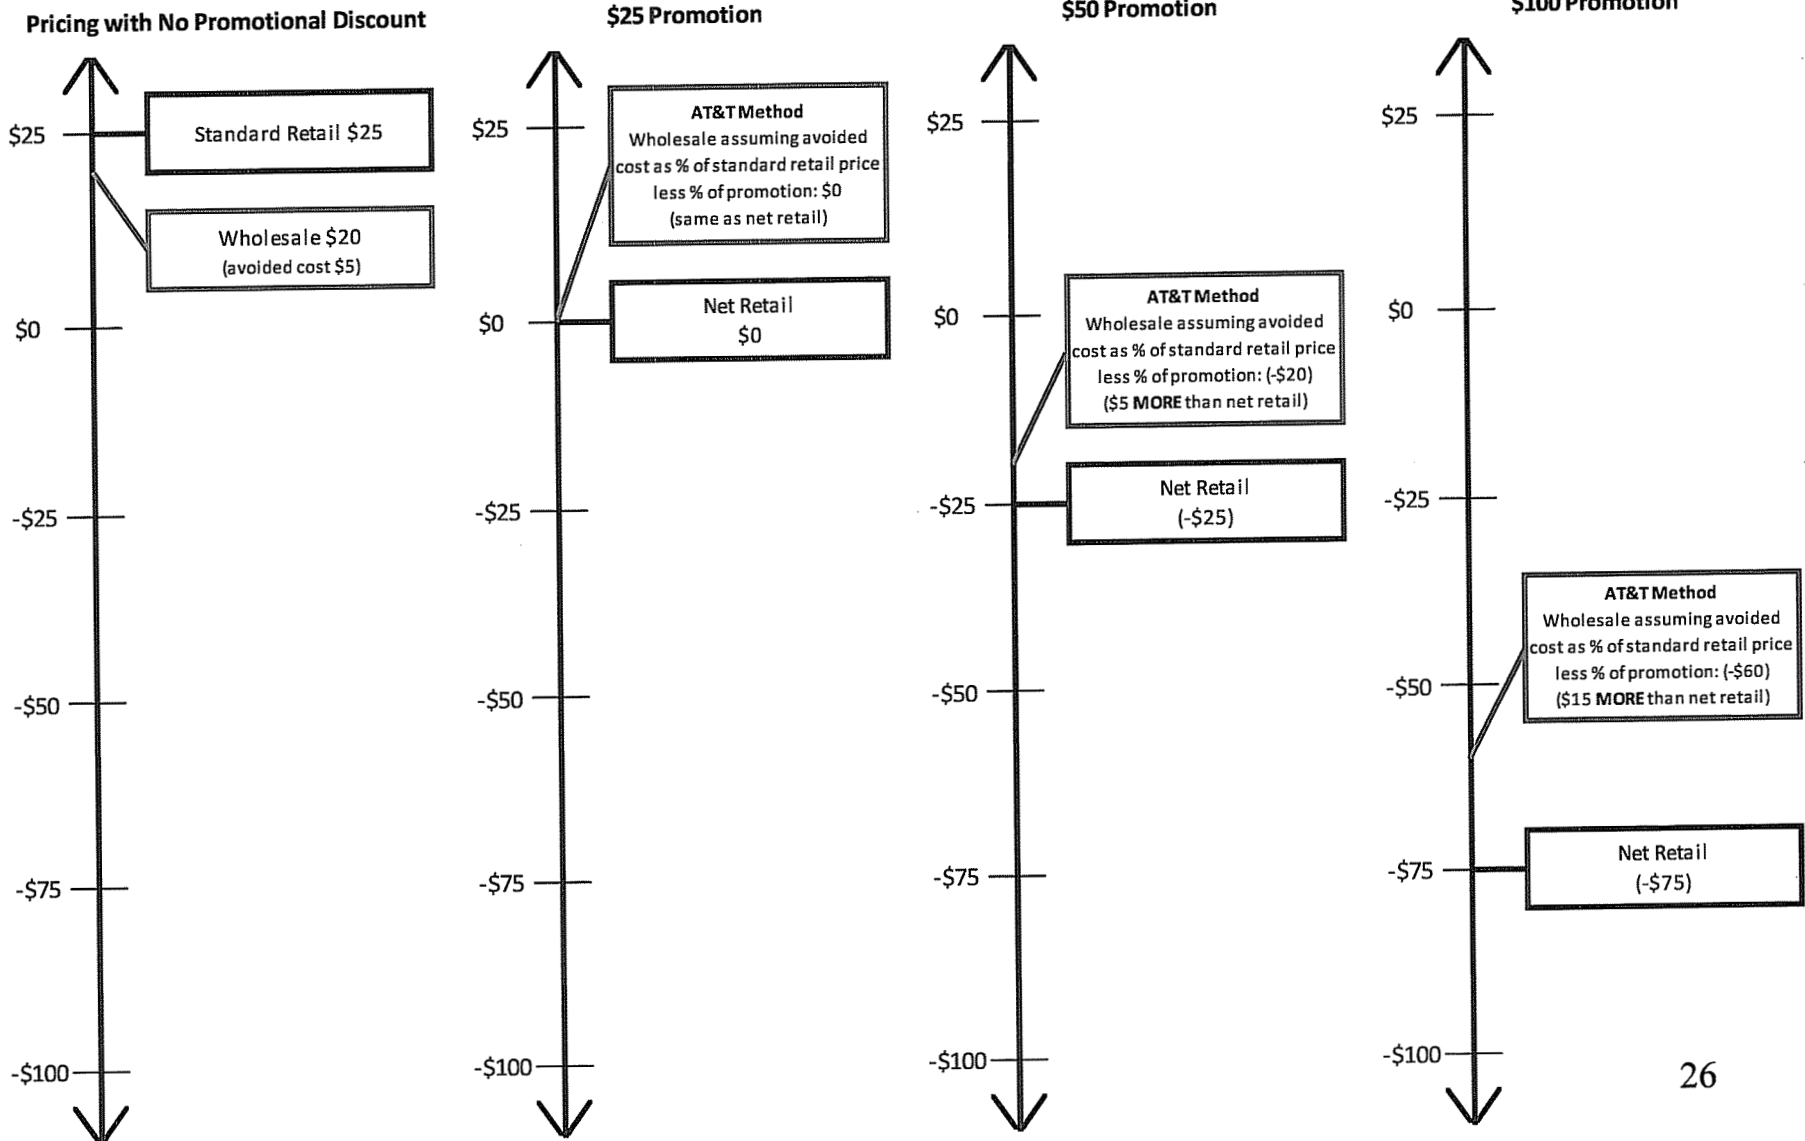 Pricing with No Promotional Discount
$25
Standard Retail $25
Wholesale $20
(avoided cost $5)
$0
-$25
-$50
-$75
-$100
$25 Promotion
$25
AT&T Method
Wholesale assuming avoided
cost as % of standard retail price
less % of promotion: $0
(same as net retail)
$0
Net Retail
$0
-$25
-$50
-$75
-$100
$50 Promotion
$25
$0
AT&T Method
Wholesale assuming avoided
cost as % of standard retail price
less % of promotion: (-$20)
($5 MORE than net retail)
-$25
Net Retail
(-$25)
-$50
-$75
-$100
$100 Promotion
$25
$0
-$25
AT&T Method
Wholesale assuming avoided
cost as % of standard retail price
less % of promotion: (-$60)
($15 MORE than net retail)
-$50
-$75
Net Retail
(-$75)
-$100
26